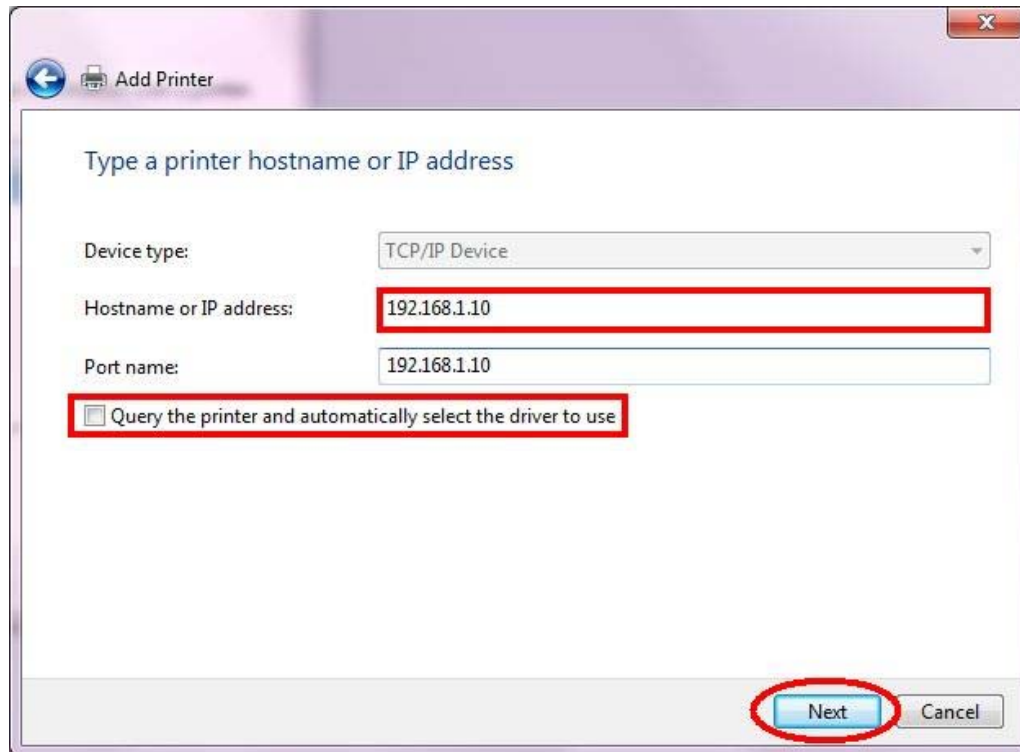 Add Printer
Type a printer hostname or IP address
Device type: TCP/IP Device
Hostname or IP address: 192.168.1.10
Port name: 192.168.1.10
Query the printer and automatically select the driver to use
Next Cancel